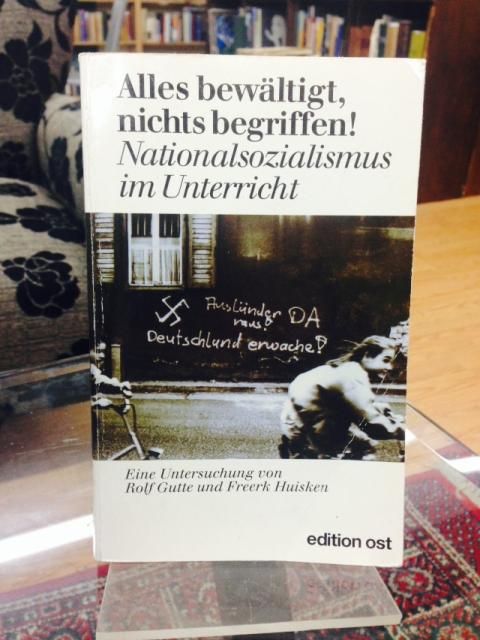 Alles bewältigt,
nichts begriffen!
Nationalsozialismus
im Unterricht
Ausländer DA
raus!
Deutschland erwache!
Eine Untersuchung von
Rolf Gutte und Freerk Huisken
edition ost